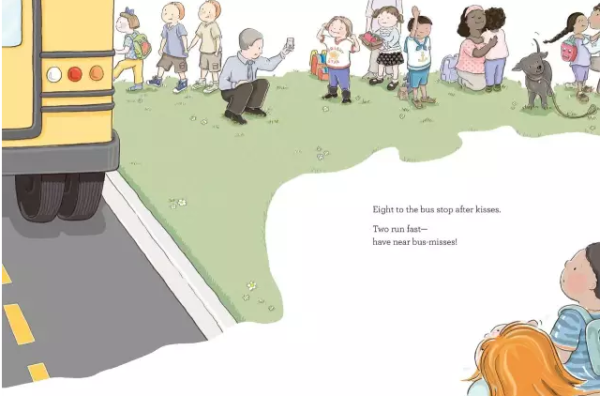 Eight to the bus stop after kisses.
Two run fast—
have near bus-misses!